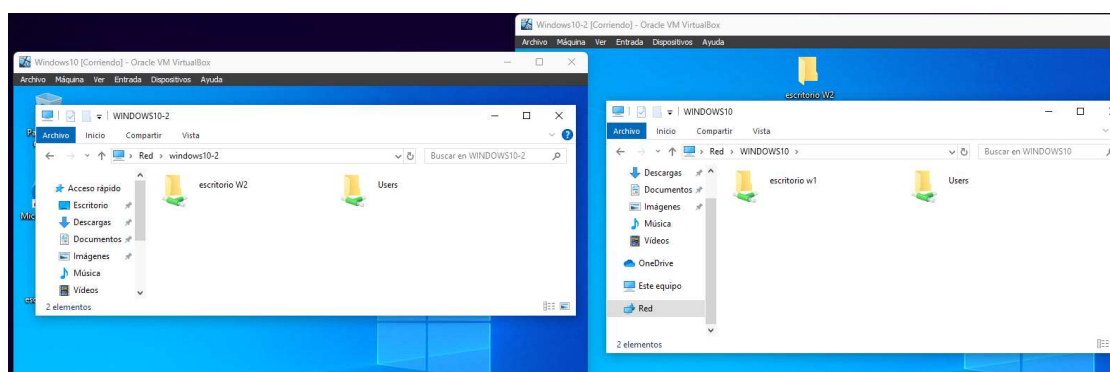 Windows10-2 [Corriendo] - Oracle VM VirtualBox
Archivo Máquina Ver Entrada Dispositivos Ayuda
escritorio W2
Windows10 [Corriendo] - Oracle VM VirtualBox
Archivo Máquina Ver Entrada Dispositivos Ayuda
WINDOWS10-2
Archivo Inicio Compartir Vista
Red > windows10-2
Buscar en WINDOWS10-2
Acceso rápido
Escritorio
Descargas
Documentos
Imágenes
Música
Vídeos
escritorio W2
Users
2 elementos
WINDOWS10
Archivo Inicio Compartir Vista
Red > WINDOWS10 >
Buscar en WINDOWS10
Descargas
Documentos
Imágenes
Música
Vídeos
OneDrive
Este equipo
Red
escritorio w1
Users
2 elementos